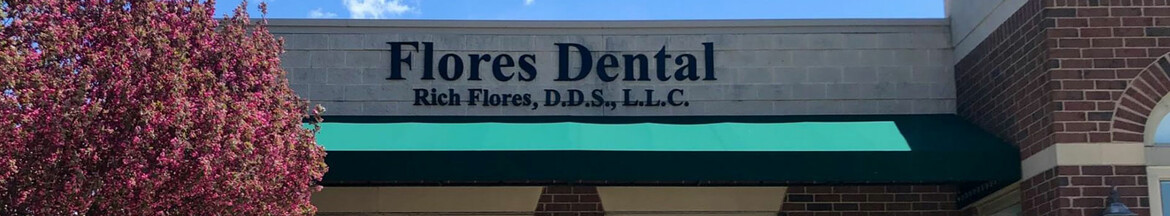 Flores Dental
Rich Flores, D.D.S., L.L.C.